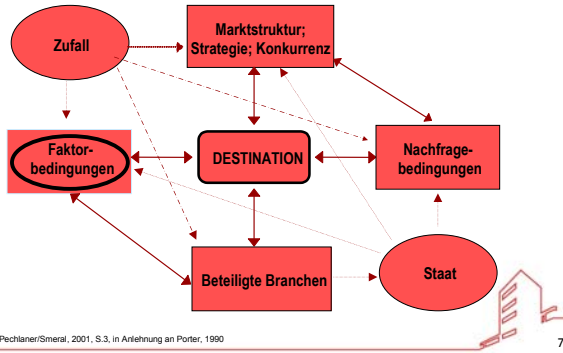 Zufall
Marktstruktur;
Strategie; Konkurrenz
Faktor-
bedingungen
DESTINATION
Nachfrage-
bedingungen
Beteiligte Branchen
Staat
Pechlaner/Smeral, 2001, S.3, in Anlehnung an Porter, 1990
7